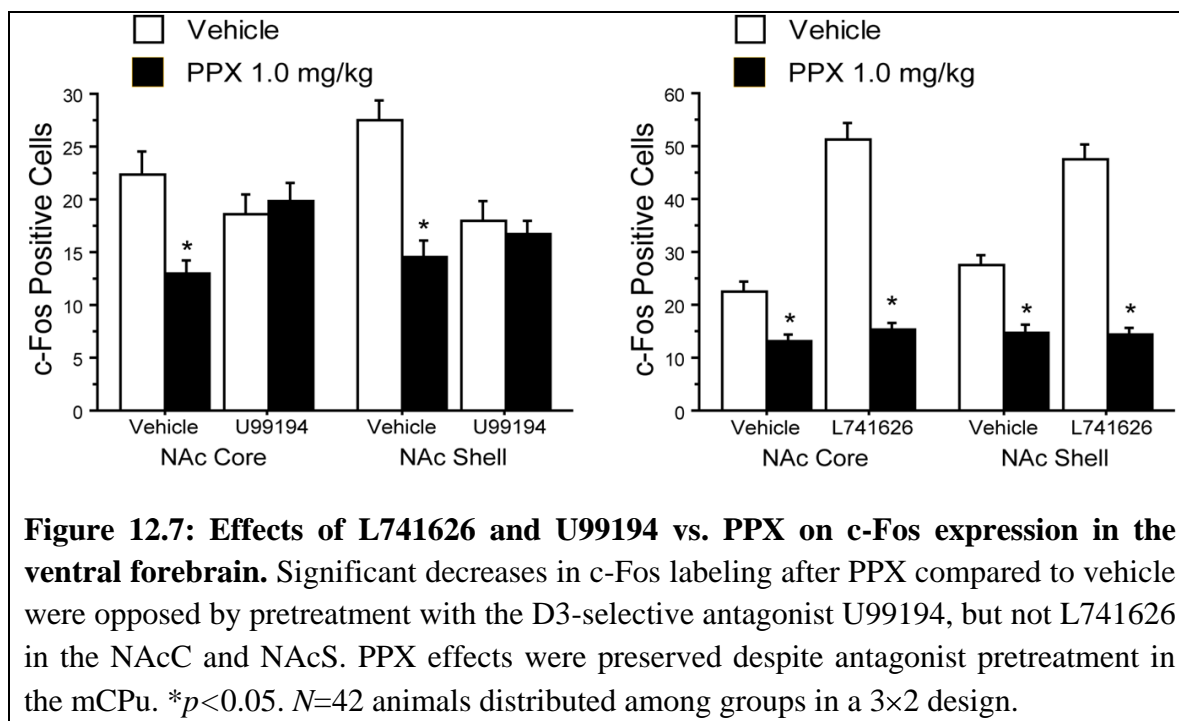 Vehicle
PPX 1.0 mg/kg
c-Fos Positive Cells
30
25
20
15
10
5
0
*
*
Vehicle U99194 Vehicle U99194
NAc Core NAc Shell
Vehicle
PPX 1.0 mg/kg
c-Fos Positive Cells
60
50
40
30
20
10
0
*
*
*
*
Vehicle L741626 Vehicle L741626
NAc Core NAc Shell
Figure 12.7: Effects of L741626 and U99194 vs. PPX on c-Fos expression in the
ventral forebrain. Significant decreases in c-Fos labeling after PPX compared to vehicle
were opposed by pretreatment with the D3-selective antagonist U99194, but not L741626
in the NAcC and NAcS. PPX effects were preserved despite antagonist pretreatment in
the mCPu. *p<0.05. N=42 animals distributed among groups in a 3×2 design.